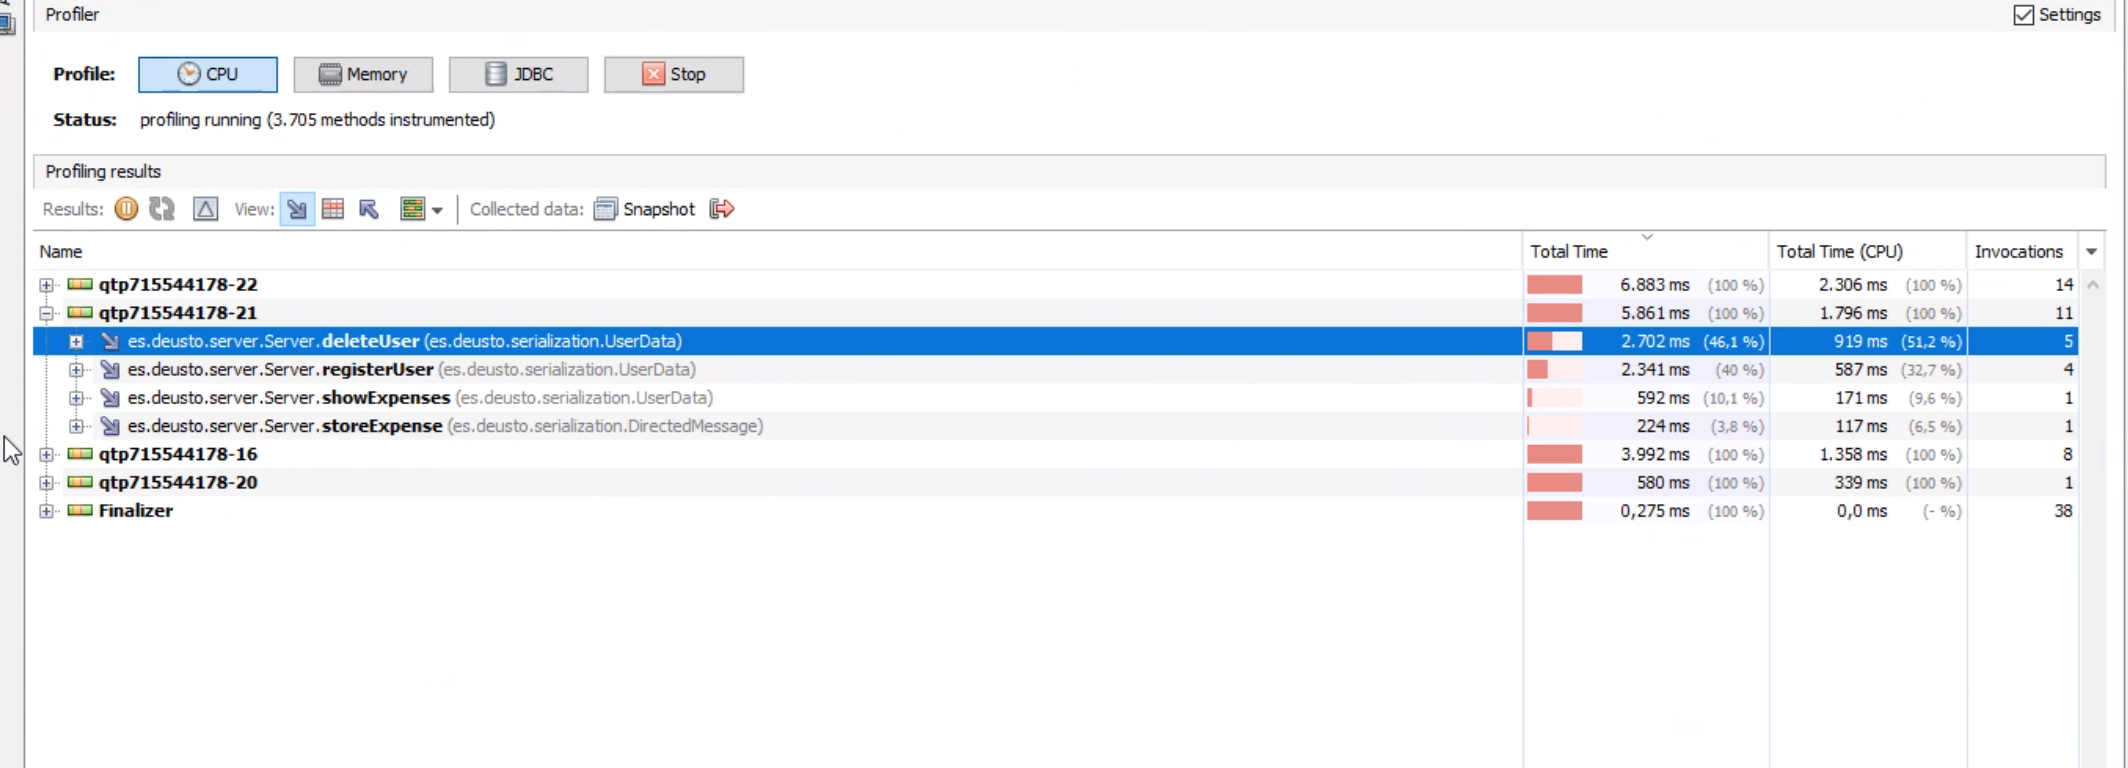 Profiler Settings
Profile: CPU Memory JDBC Stop
Status: profiling running (3.705 methods instrumented)
Profiling results
Results: View: Collected data: Snapshot
Name Total Time Total Time (CPU) Invocations
qtp715544178-22 6.883 ms (100 %) 2.306 ms (100 %) 14
qtp715544178-21 5.861 ms (100 %) 1.796 ms (100 %) 11
es.deusto.server.Server.deleteUser (es.deusto.serialization.UserData) 2.702 ms (46,1 %) 919 ms (51,2 %) 5
es.deusto.server.Server.registerUser (es.deusto.serialization.UserData) 2.341 ms (40 %) 587 ms (32,7 %) 4
es.deusto.server.Server.showExpenses (es.deusto.serialization.UserData) 592 ms (10,1 %) 171 ms (9,6 %) 1
es.deusto.server.Server.storeExpense (es.deusto.serialization.DirectedMessage) 224 ms (3,8 %) 117 ms (6,5 %) 1
qtp715544178-16 3.992 ms (100 %) 1.358 ms (100 %) 8
qtp715544178-20 580 ms (100 %) 339 ms (100 %) 1
Finalizer 0,275 ms (100 %) 0,0 ms (- %) 38